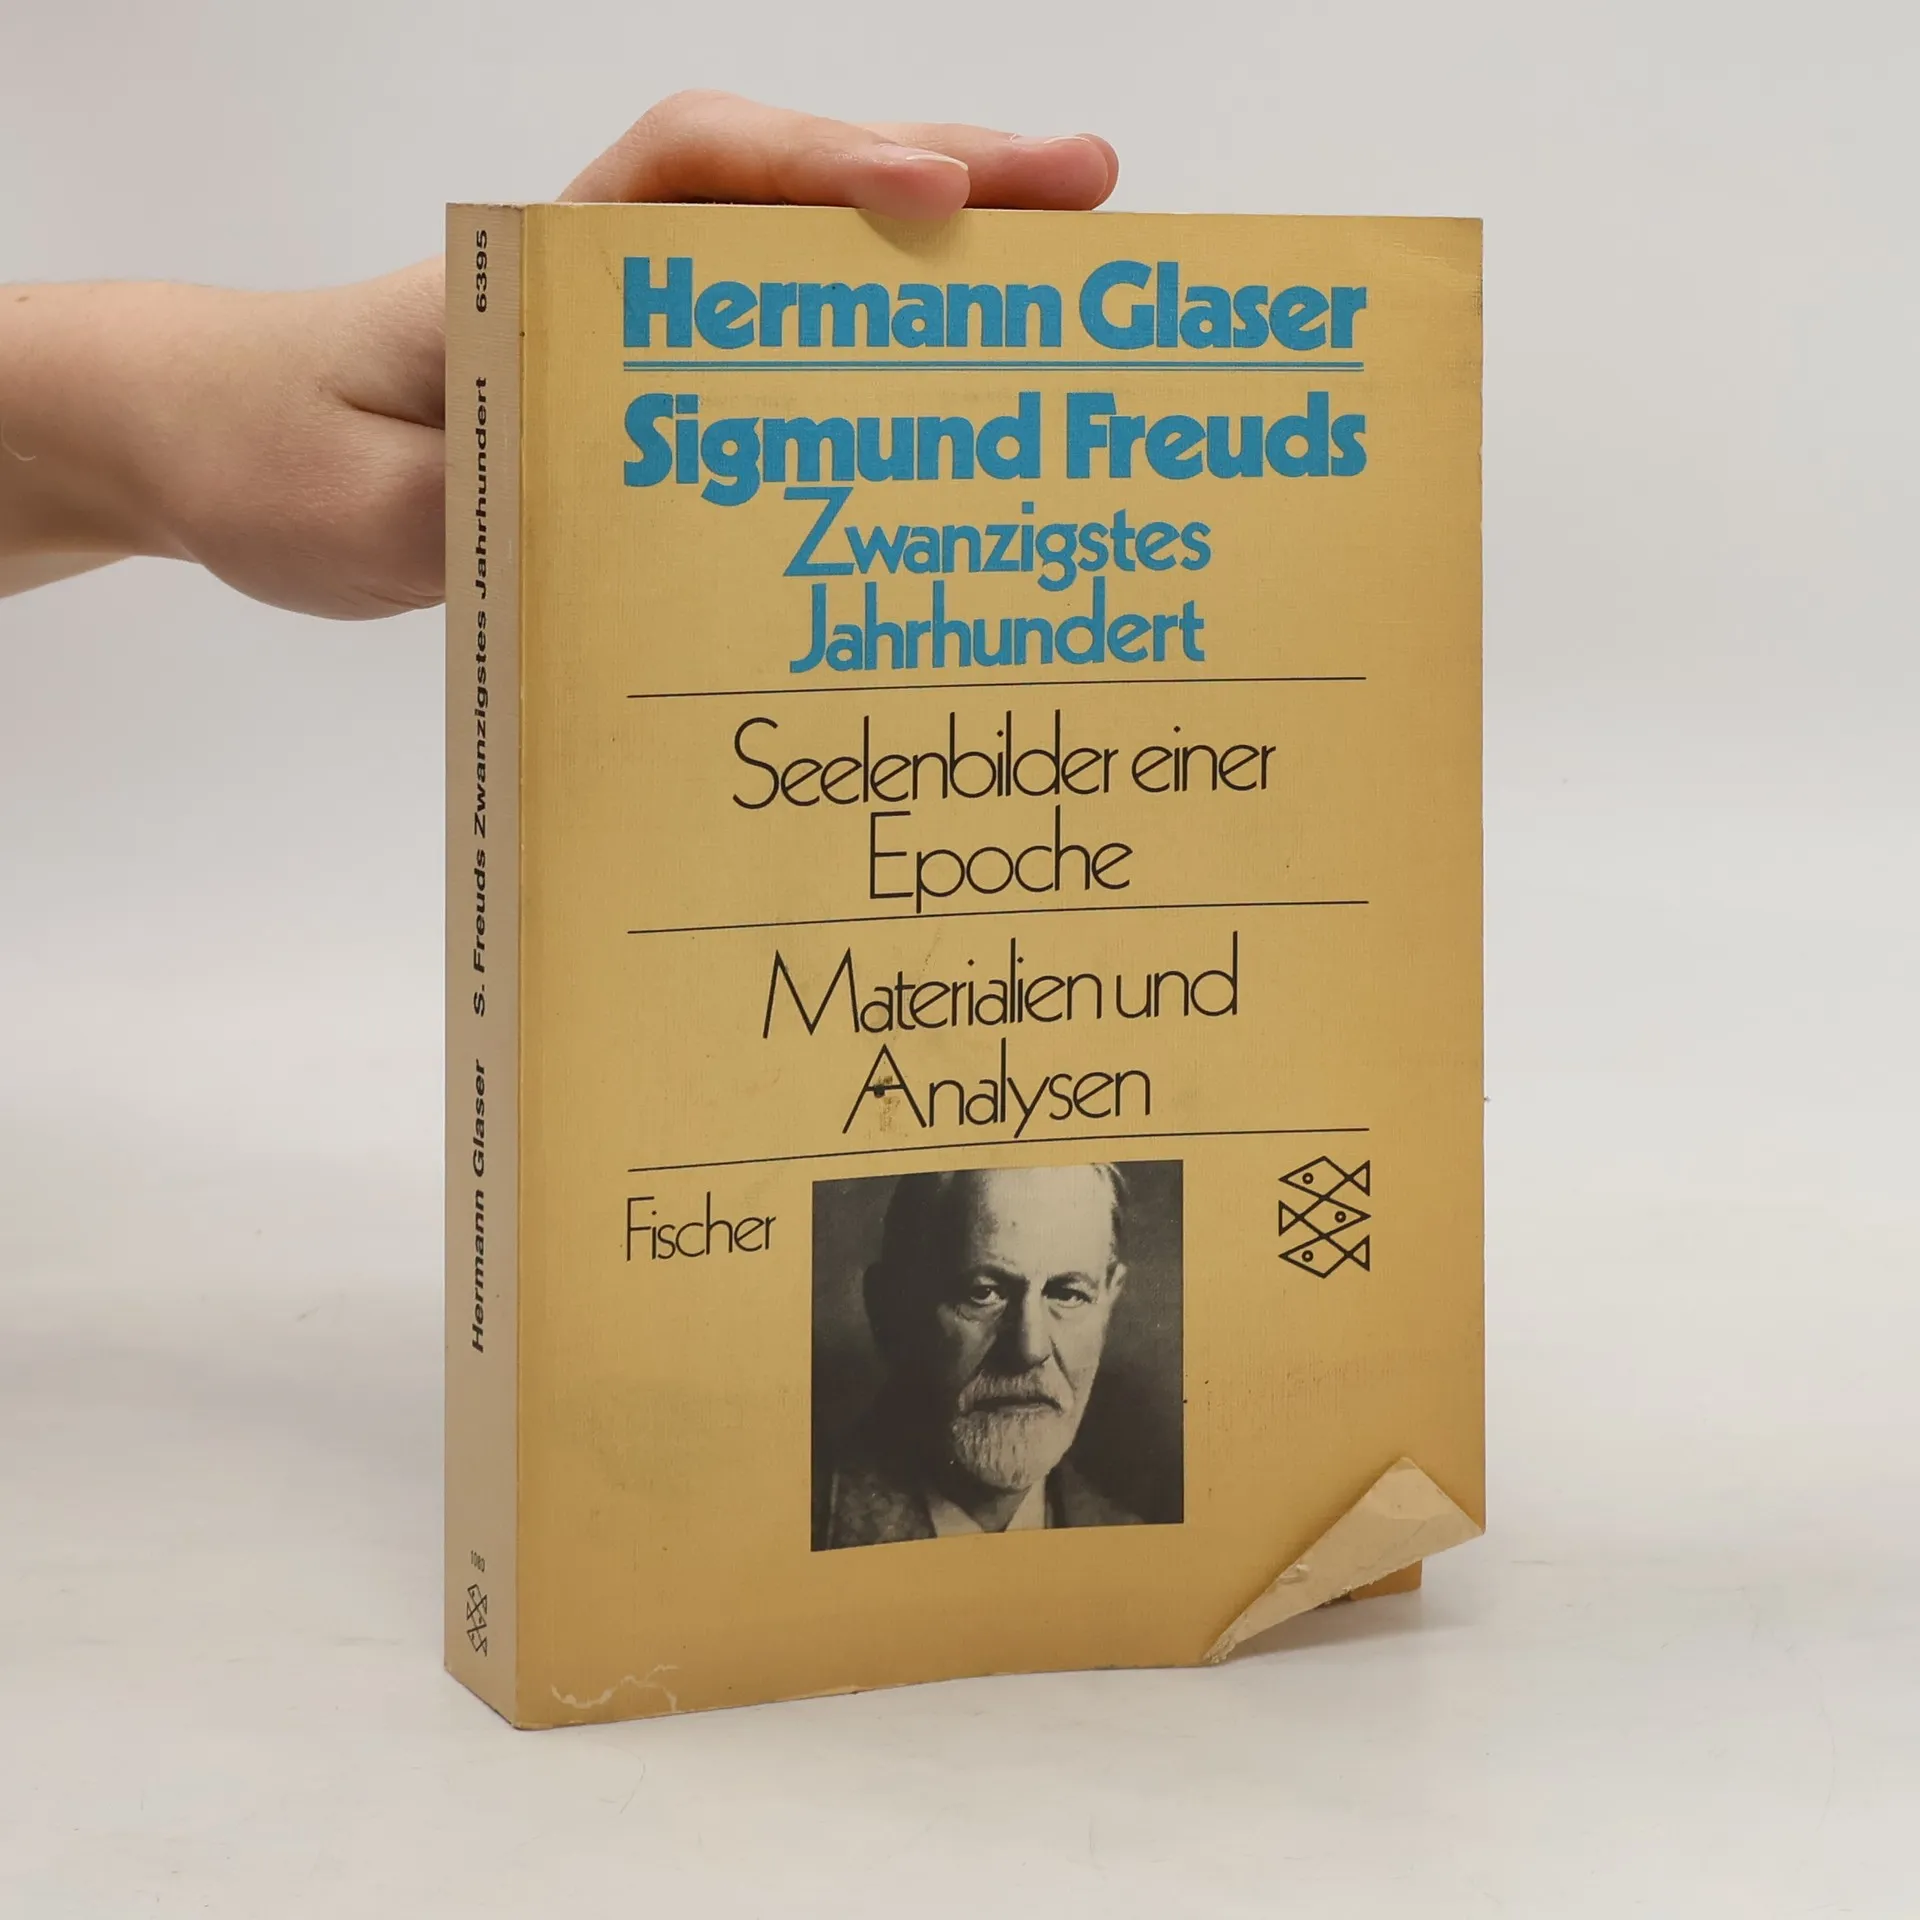 Hermann Glaser
Sigmund Freuds
Zwanzigstes
Jahrhundert
Seelenbilder einer
Epoche
Materialien und
Analysen
Fischer
Hermann Glaser S. Freuds Zwanzigstes Jahrhundert 6395
1083